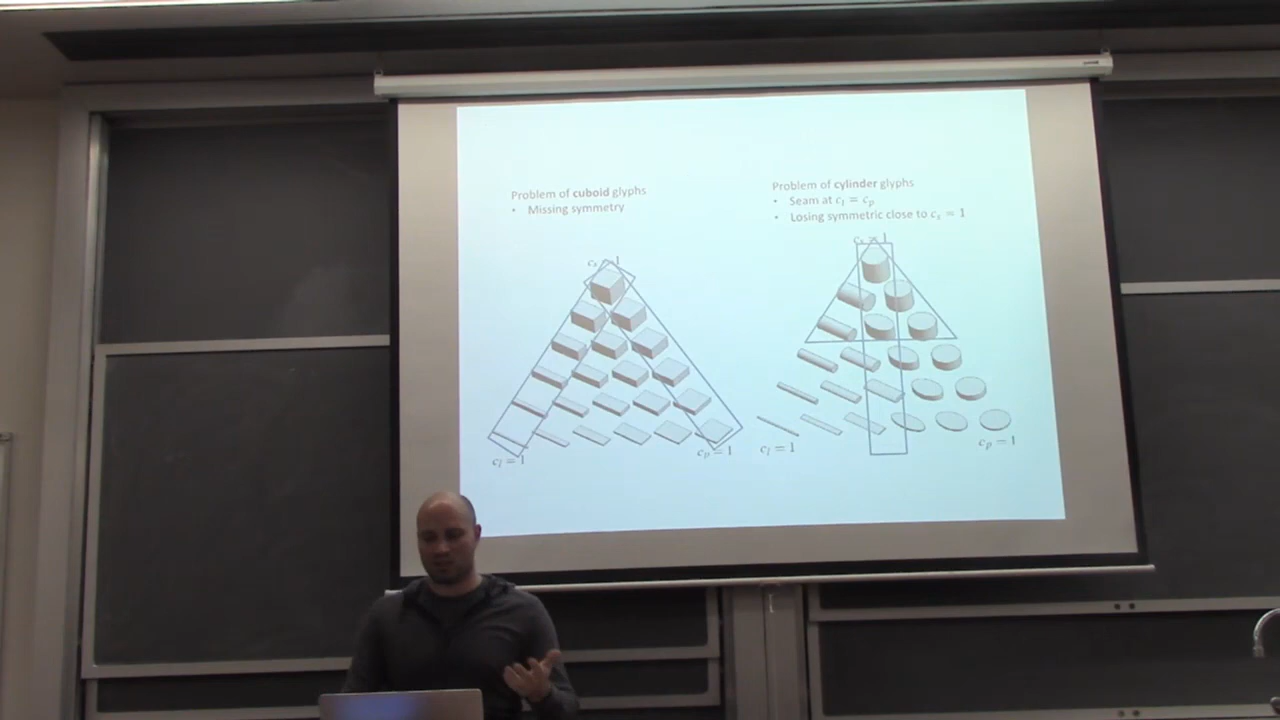 Problem of cuboid glyphs
• Missing symmetry
c_s = 1
c_l = 1
c_p = 1
Problem of cylinder glyphs
• Seam at c_l = c_p
• Losing symmetric close to c_s = 1
c_s = 1
c_l = 1
c_p = 1